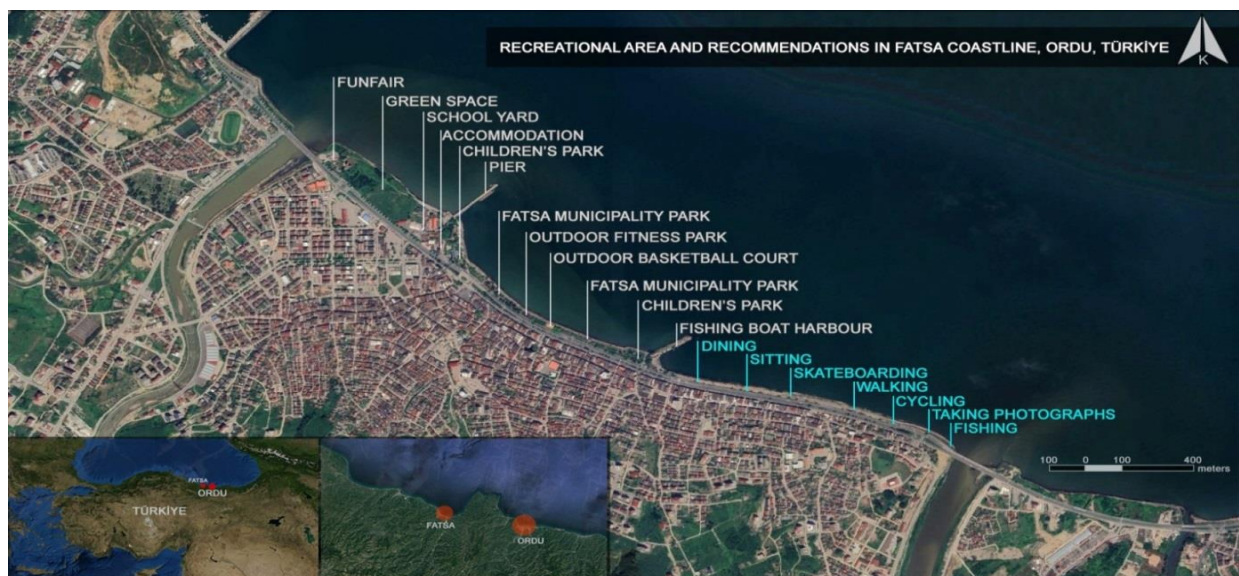 RECREATIONAL AREA AND RECOMMENDATIONS IN FATSA COASTLINE, ORDU, TÜRKİYE
K
FUNFAIR
GREEN SPACE
SCHOOL YARD
ACCOMMODATION
CHILDREN'S PARK
PIER
FATSA MUNICIPALITY PARK
OUTDOOR FITNESS PARK
OUTDOOR BASKETBALL COURT
FATSA MUNICIPALITY PARK
CHILDREN'S PARK
FISHING BOAT HARBOUR
DINING
SITTING
SKATEBOARDING
WALKING
CYCLING
TAKING PHOTOGRAPHS
FISHING
100 0 100 400
meters
FATSA
ORDU
TÜRKİYE
FATSA
ORDU